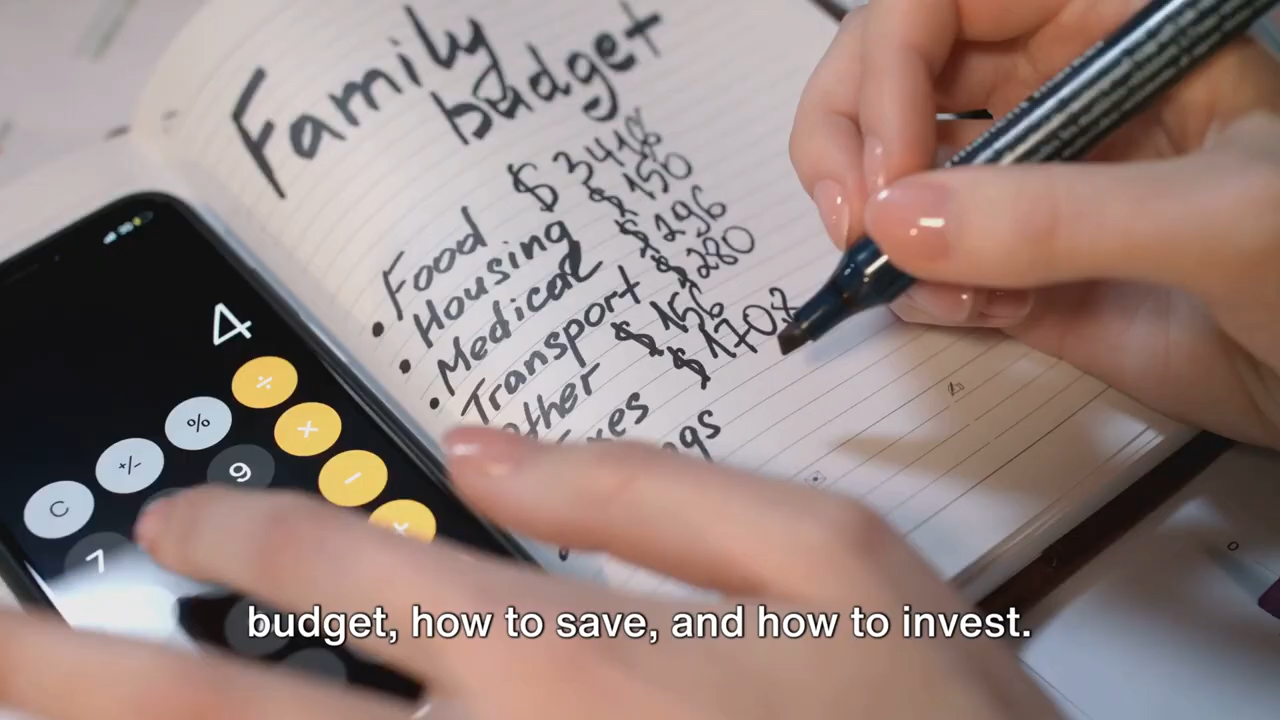 Family
budget
Food $ 3418
Housing $ 150
Medical $ 296
Transport $ 280
other $ 156
$ 1708
4
÷
%
×
+/-
9
−
C
7
+
budget, how to save, and how to invest.